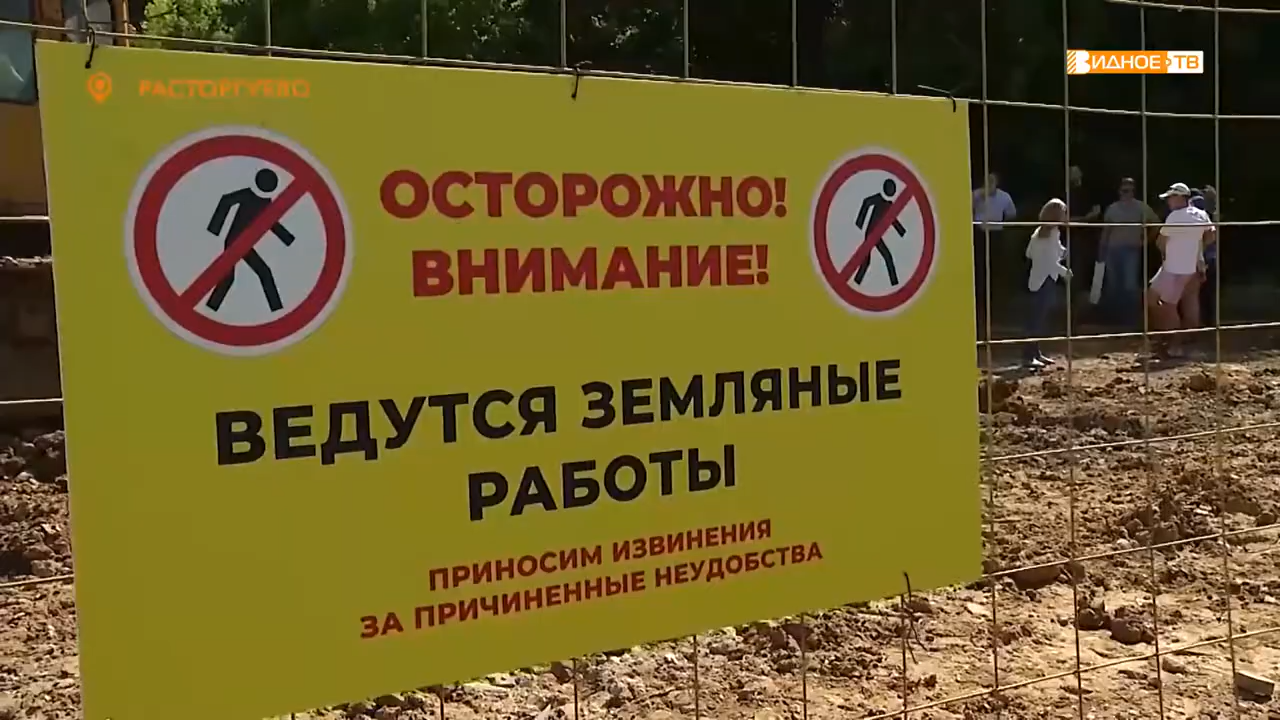 ВИДНОЕ ТВ
РАСТОРГУЕВО
ОСТОРОЖНО!
ВНИМАНИЕ!
ВЕДУТСЯ ЗЕМЛЯНЫЕ
РАБОТЫ
ПРИНОСИМ ИЗВИНЕНИЯ
ЗА ПРИЧИНЕННЫЕ НЕУДОБСТВА